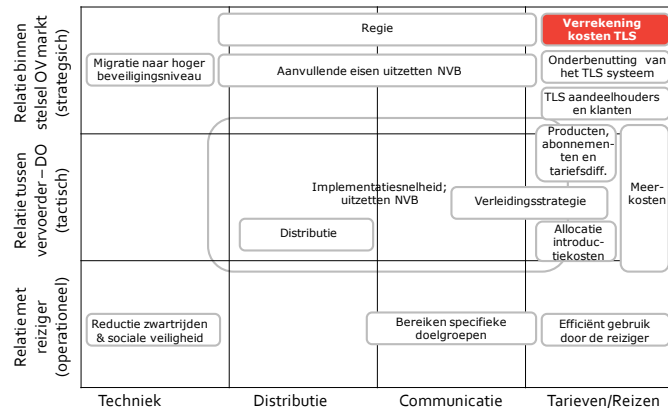 Relatie binnen
stelsel OV markt
(strategsich)
Regie
Verrekening
kosten TLS
Migratie naar hoger
beveiligingsniveau
Aanvullende eisen uitzetten NVB
Onderbenutting van
het TLS systeem
TLS aandeelhouders
en klanten
Relatie tussen
vervoerder – DO
(tactisch)
Producten,
abonnemen-
ten en
tariefsdiff.
Implementatiesnelheid;
uitzetten NVB
Verleidingsstrategie
Meer-
kosten
Distributie
Allocatie
introduc-
tiekosten
Relatie met
reiziger
(operationeel)
Reductie zwartrijden
& sociale veiligheid
Bereiken specifieke
doelgroepen
Efficiënt gebruik
door de reiziger
Techniek
Distributie
Communicatie
Tarieven/Reizen